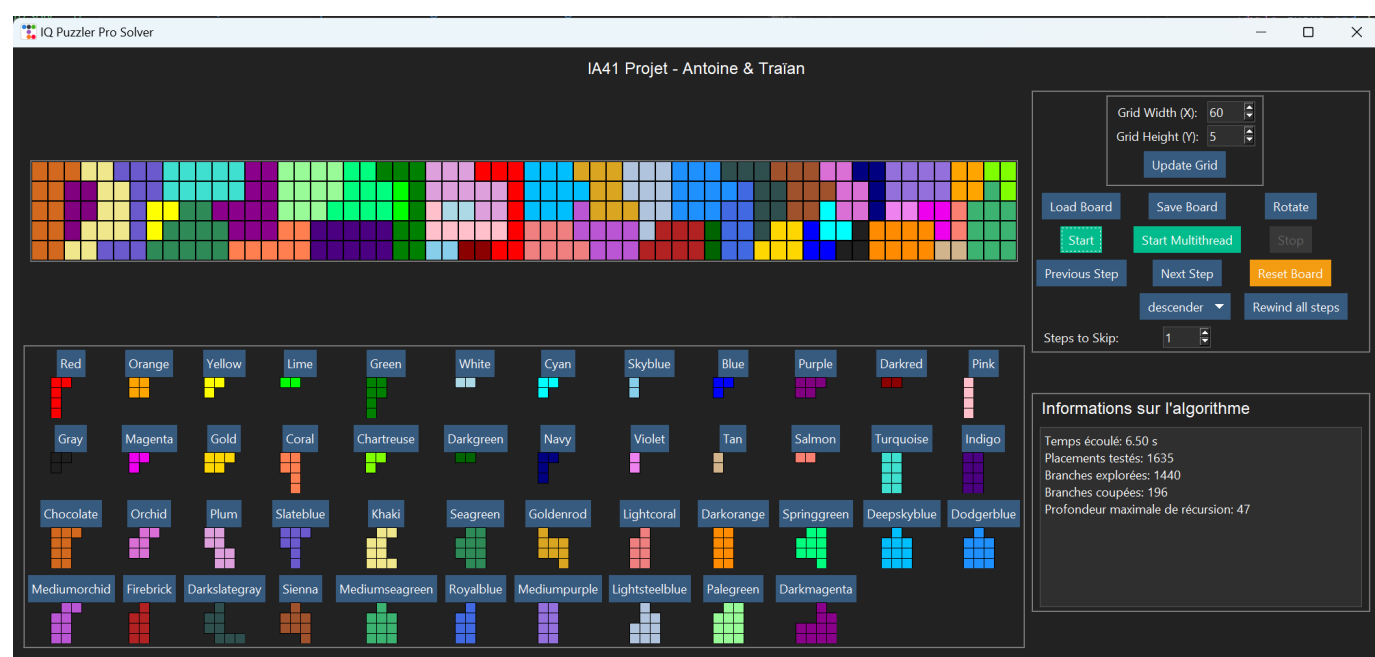 IQ Puzzler Pro Solver
IA41 Projet - Antoine & Traïan
Grid Width (X): 60
Grid Height (Y): 5
Update Grid
Load Board Save Board Rotate
Start Start Multithread Stop
Previous Step Next Step Reset Board
descender Rewind all steps
Steps to Skip: 1
Red Orange Yellow Lime Green White Cyan Skyblue Blue Purple Darkred Pink
Gray Magenta Gold Coral Chartreuse Darkgreen Navy Violet Tan Salmon Turquoise Indigo
Chocolate Orchid Plum Slateblue Khaki Seagreen Goldenrod Lightcoral Darkorange Springgreen Deepskyblue Dodgerblue
Mediumorchid Firebrick Darkslategray Sienna Mediumseagreen Royalblue Mediumpurple Lightsteelblue Palegreen Darkmagenta
Informations sur l'algorithme
Temps écoulé: 6.50 s
Placements testés: 1635
Branches explorées: 1440
Branches coupées: 196
Profondeur maximale de récursion: 47